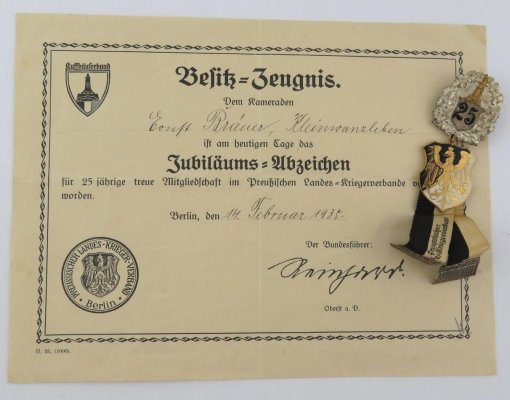 Kyffhäuserbund
Besitz=Zeugnis.
Dem Kameraden
Ernst Bräuer, Kleinwanzleben
ist am heutigen Tage das
Jubiläums=Abzeichen
für 25 jährige treue Mitgliedschaft im Preußischen Landes=Kriegerverbande
worden.
Berlin, den 14. Februar 1935.
Der Bundesführer:
Reinhard.
Oberst a. D.
PREUSSISCHER LANDES-KRIEGER-VERBAND
Berlin
25